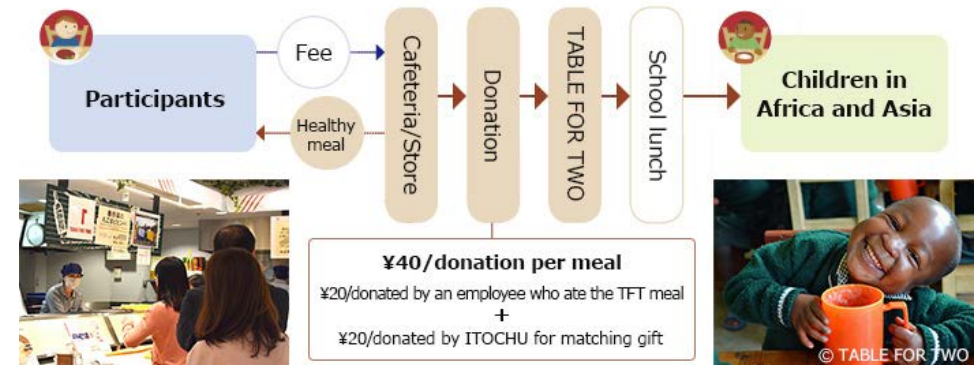 Participants
Fee
Healthy
meal
Cafeteria/Store
Donation
TABLE FOR TWO
School lunch
Children in
Africa and Asia
¥40/donation per meal
¥20/donated by an employee who ate the TFT meal
+
¥20/donated by ITOCHU for matching gift
© TABLE FOR TWO